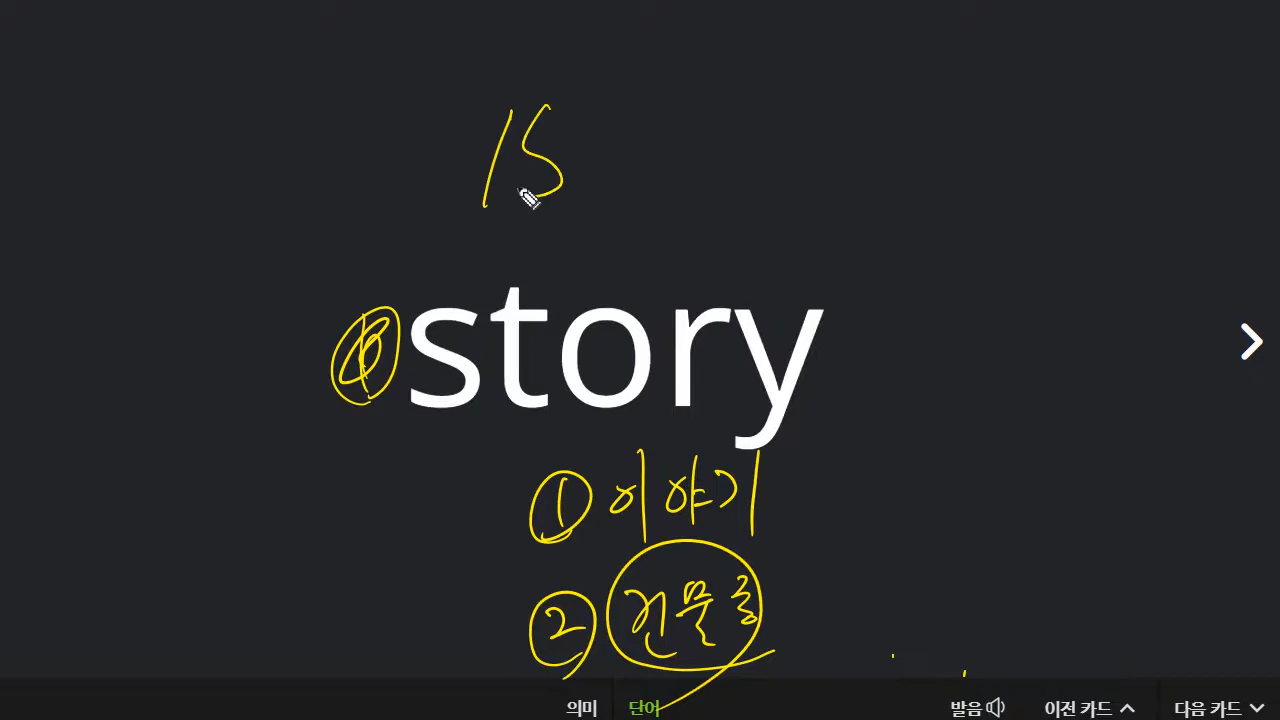 15
story
① 이야기
② 건물 층
의미 단어 발음 이전 카드 다음 카드